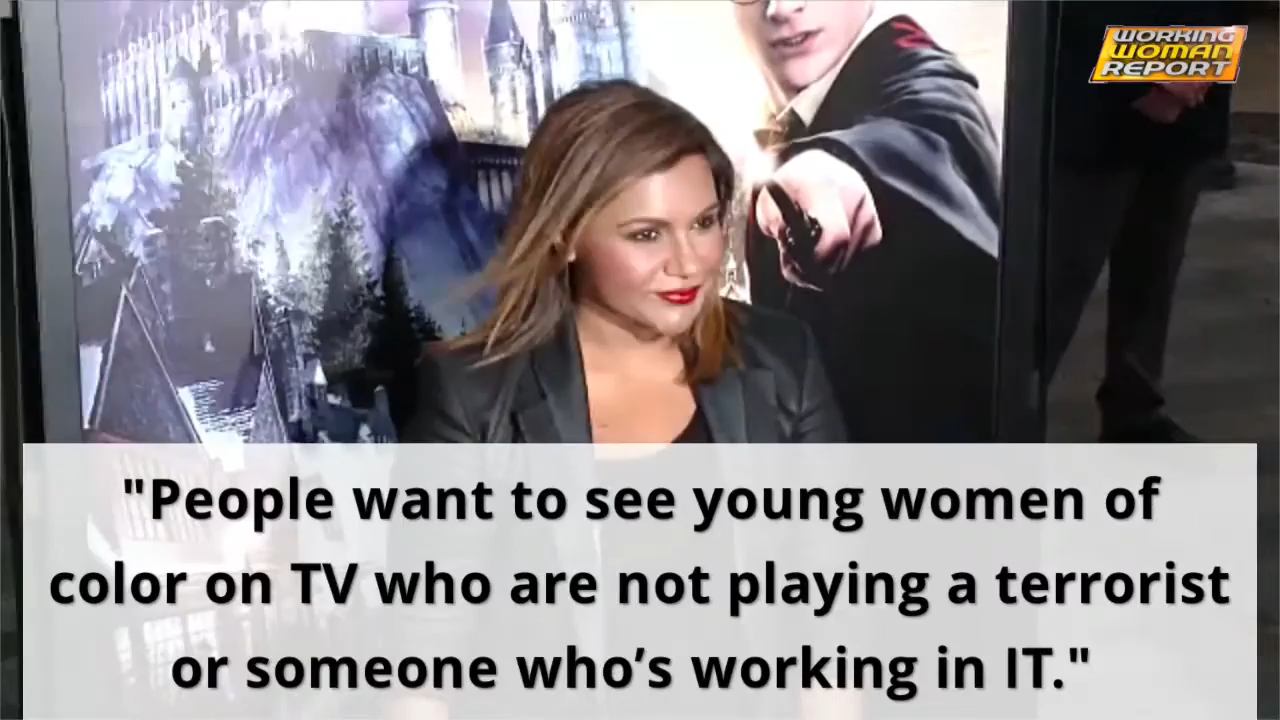 WORKING
WOMAN
REPORT
"People want to see young women of
color on TV who are not playing a terrorist
or someone who’s working in IT."